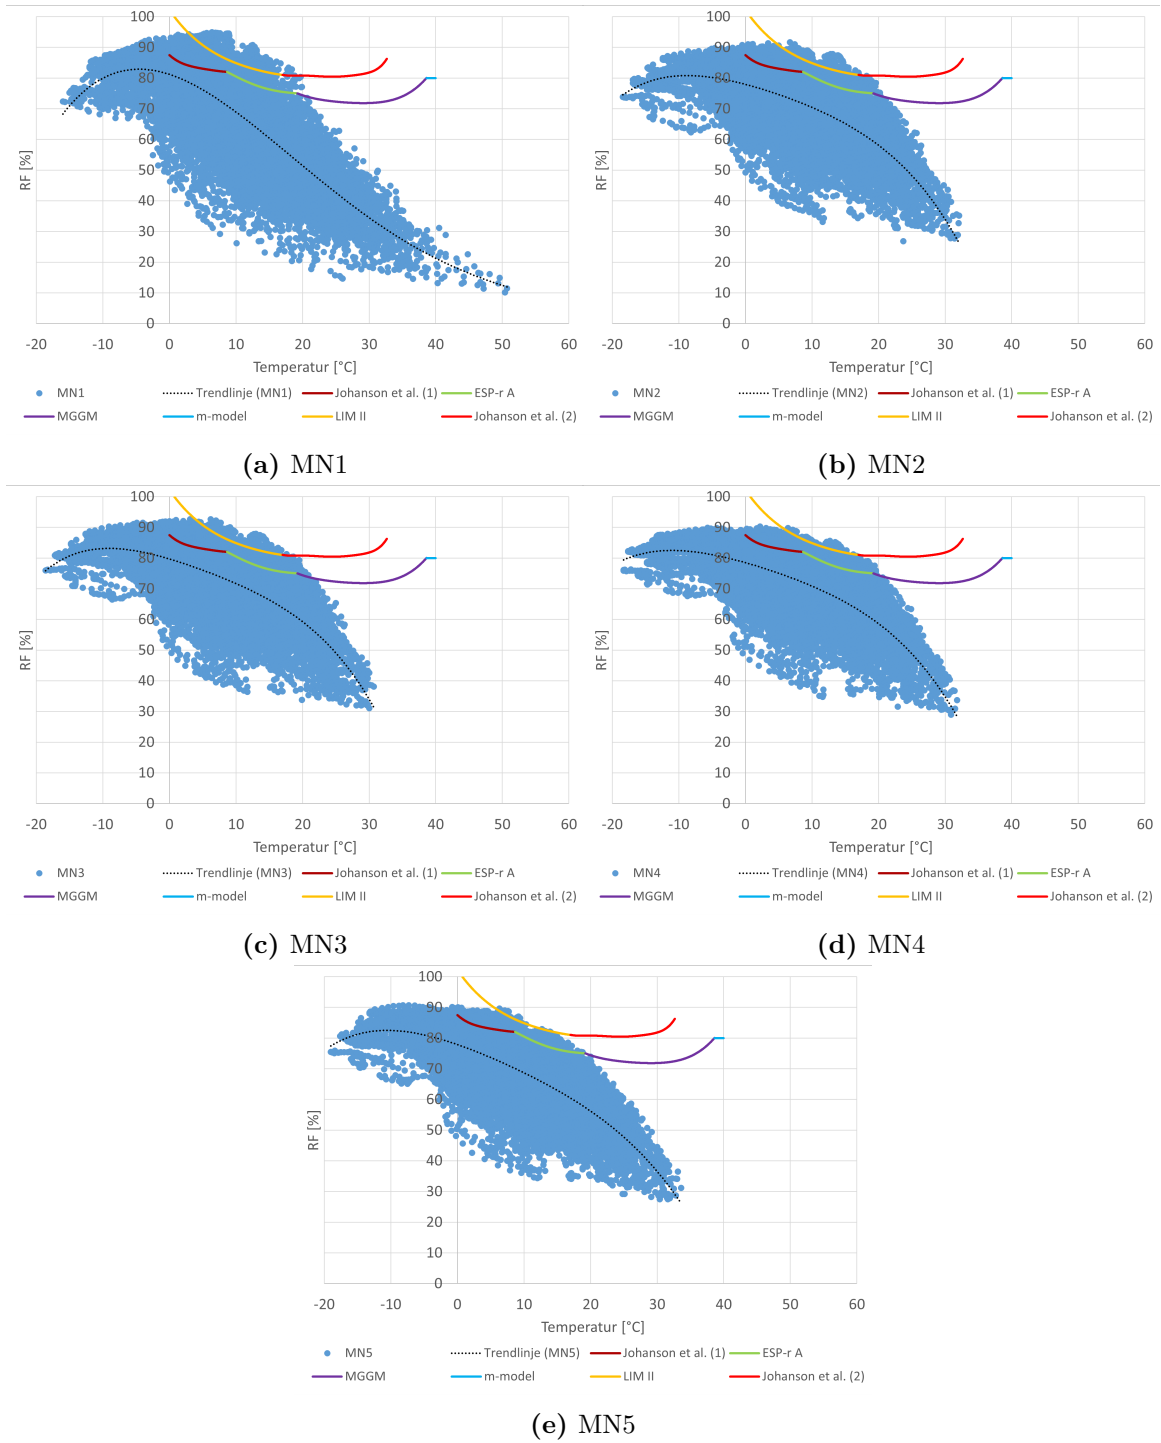 100
90
80
70
60
50
40
30
20
10
0
RF [%]
-20 -10 0 10 20 30 40 50 60
Temperatur [°C]
MN1 Trendlinje (MN1) Johanson et al. (1) ESP-r A
MGGM m-model LIM II Johanson et al. (2)
(a) MN1
100
90
80
70
60
50
40
30
20
10
0
RF [%]
-20 -10 0 10 20 30 40 50 60
Temperatur [°C]
MN2 Trendlinje (MN2) Johanson et al. (1) ESP-r A
MGGM m-model LIM II Johanson et al. (2)
(b) MN2
100
90
80
70
60
50
40
30
20
10
0
RF [%]
-20 -10 0 10 20 30 40 50 60
Temperatur [°C]
MN3 Trendlinje (MN3) Johanson et al. (1) ESP-r A
MGGM m-model LIM II Johanson et al. (2)
(c) MN3
100
90
80
70
60
50
40
30
20
10
0
RF [%]
-20 -10 0 10 20 30 40 50 60
Temperatur [°C]
MN4 Trendlinje (MN4) Johanson et al. (1) ESP-r A
MGGM m-model LIM II Johanson et al. (2)
(d) MN4
100
90
80
70
60
50
40
30
20
10
0
RF [%]
-20 -10 0 10 20 30 40 50 60
Temperatur [°C]
MN5 Trendlinje (MN5) Johanson et al. (1) ESP-r A
MGGM m-model LIM II Johanson et al. (2)
(e) MN5